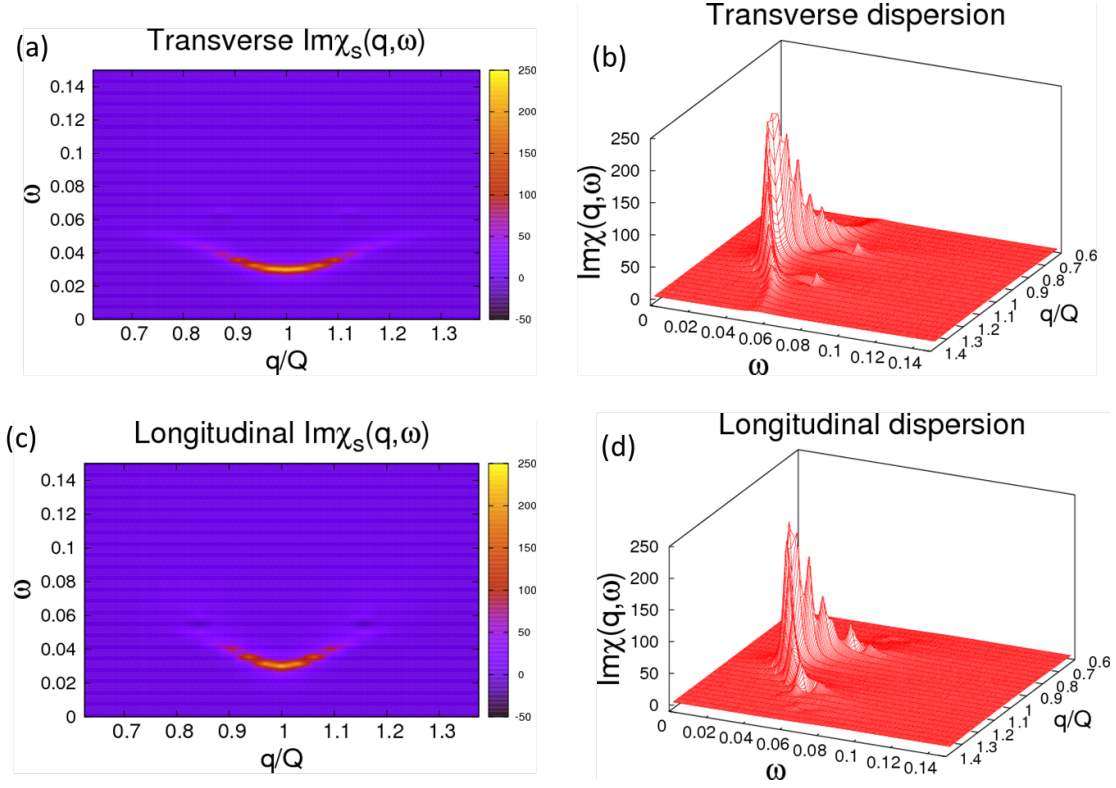 (a)
Transverse Imχs(q,ω)
0.14
0.12
0.1
0.08
0.06
0.04
0.02
0
ω
0.7 0.8 0.9 1 1.1 1.2 1.3
q/Q
250
200
150
100
50
0
-50
(b)
Transverse dispersion
250
200
150
100
50
0
Imχ(q,ω)
0 0.02 0.04 0.06 0.08 0.1 0.12 0.14
ω
0.6
0.7
0.8
0.9
1
1.1
1.2
1.3
1.4
q/Q
(c)
Longitudinal Imχs(q,ω)
0.14
0.12
0.1
0.08
0.06
0.04
0.02
0
ω
0.7 0.8 0.9 1 1.1 1.2 1.3
q/Q
250
200
150
100
50
0
-50
(d)
Longitudinal dispersion
250
200
150
100
50
0
Imχ(q,ω)
0 0.02 0.04 0.06 0.08 0.1 0.12 0.14
ω
0.6
0.7
0.8
0.9
1
1.1
1.2
1.3
1.4
q/Q